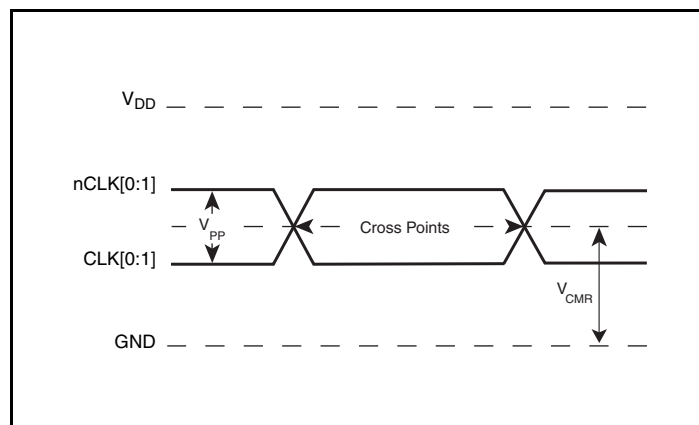 VDD
nCLK[0:1]
VPP
Cross Points
CLK[0:1]
VCMR
GND